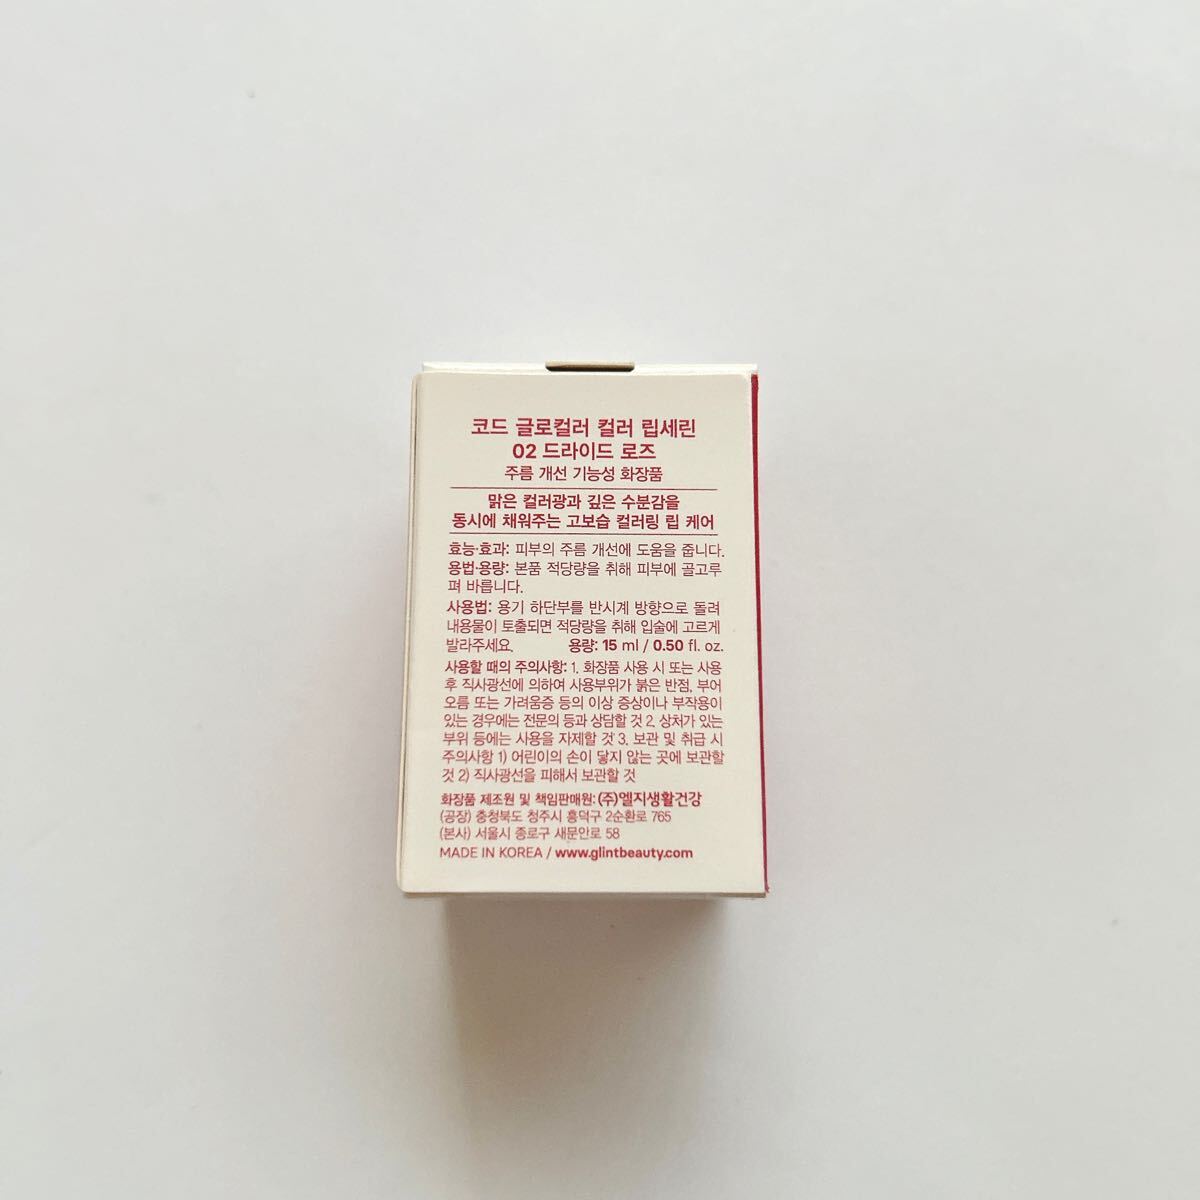 코드 글로컬러 컬러 립세린
02 드라이드 로즈
주름 개선 기능성 화장품
맑은 컬러광과 깊은 수분감을
동시에 채워주는 고보습 컬러링 립 케어
효능·효과: 피부의 주름 개선에 도움을 줍니다.
용법·용량: 본품 적당량을 취해 피부에 골고루
펴 바릅니다.
사용법: 용기 하단부를 반시계 방향으로 돌려
내용물이 토출되면 적당량을 취해 입술에 고르게
발라주세요. 용량: 15 ml / 0.50 fl. oz.
사용할 때의 주의사항: 1. 화장품 사용 시 또는 사용
후 직사광선에 의하여 사용부위가 붉은 반점, 부어
오름 또는 가려움증 등의 이상 증상이나 부작용이
있는 경우에는 전문의 등과 상담할 것 2. 상처가 있는
부위 등에는 사용을 자제할 것 3. 보관 및 취급 시
주의사항 1) 어린이의 손이 닿지 않는 곳에 보관할
것 2) 직사광선을 피해서 보관할 것
화장품 제조원 및 책임판매원: (주)엘지생활건강
(공장) 충청북도 청주시 흥덕구 2순환로 765
(본사) 서울시 종로구 새문안로 58
MADE IN KOREA / www.glintbeauty.com